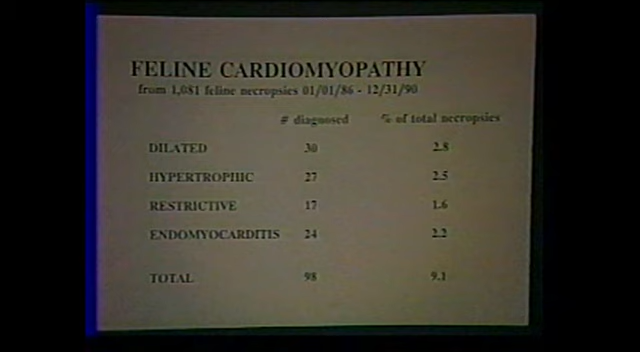 FELINE CARDIOMYOPATHY
from 1,081 feline necropsies 01/01/86 - 12/31/90
# diagnosed % of total necropsies
DILATED 30 2.8
HYPERTROPHIC 27 2.5
RESTRICTIVE 17 1.6
ENDOMYOCARDITIS 24 2.2
TOTAL 98 9.1